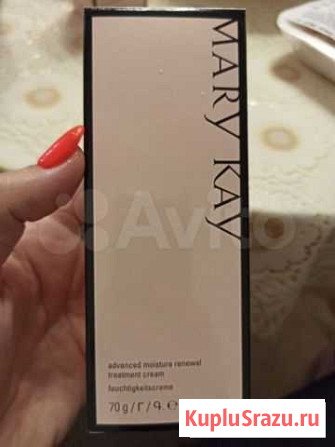 MARY KAY
Avito
advanced moisture renewal
treatment cream
feuchtigkeitscreme
70 g / Г / գ. e
KupluSrazu.ru